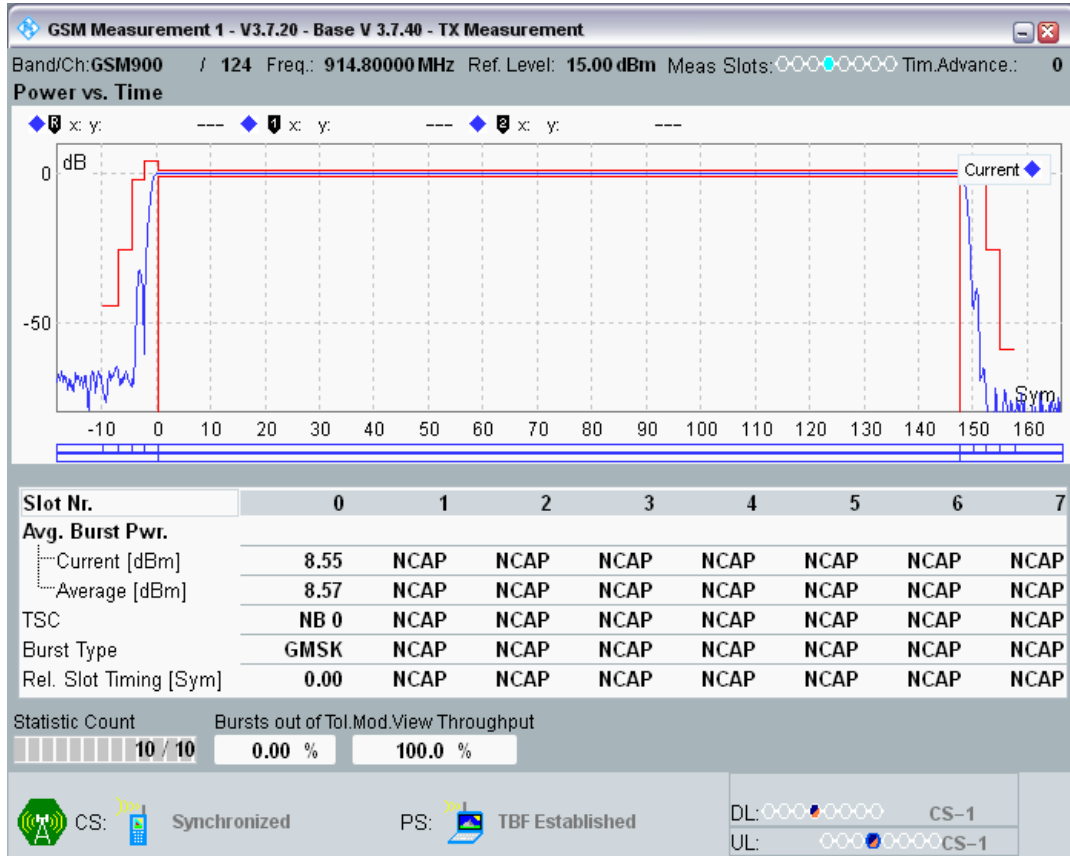 GSM Measurement 1 - V3.7.20 - Base V 3.7.40 - TX Measurement
Band/Ch:GSM900 / 124 Freq.: 914.80000 MHz Ref. Level: 15.00 dBm Meas Slots: Tim.Advance.: 0
Power vs. Time
R x: y: --- 1 x: y: --- 2 x: y: ---
dB
Current
0
-50
Sym
-10 0 10 20 30 40 50 60 70 80 90 100 110 120 130 140 150 160
Slot Nr. 0 1 2 3 4 5 6 7
Avg. Burst Pwr.
Current [dBm] 8.55 NCAP NCAP NCAP NCAP NCAP NCAP NCAP
Average [dBm] 8.57 NCAP NCAP NCAP NCAP NCAP NCAP NCAP
TSC NB 0 NCAP NCAP NCAP NCAP NCAP NCAP NCAP
Burst Type GMSK NCAP NCAP NCAP NCAP NCAP NCAP NCAP
Rel. Slot Timing [Sym] 0.00 NCAP NCAP NCAP NCAP NCAP NCAP NCAP
Statistic Count Bursts out of Tol. Mod.View Throughput
10 / 10 0.00 % 100.0 %
CS: Synchronized PS: TBF Established DL: CS-1
UL: CS-1